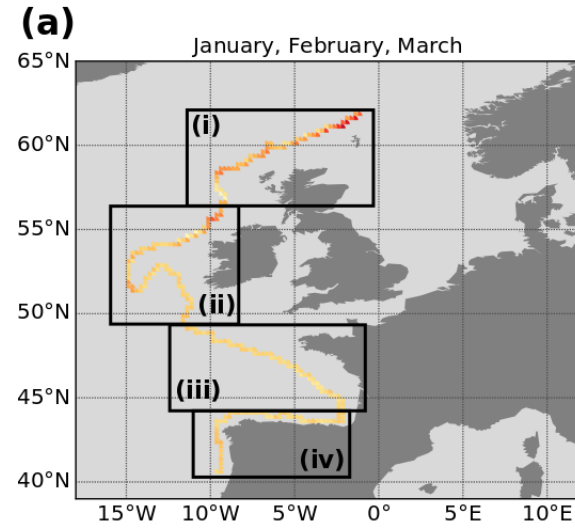 (a)
January, February, March
65°N
(i)
60°N
55°N
50°N
(ii)
(iii)
45°N
(iv)
40°N
15°W 10°W 5°W 0° 5°E 10°E